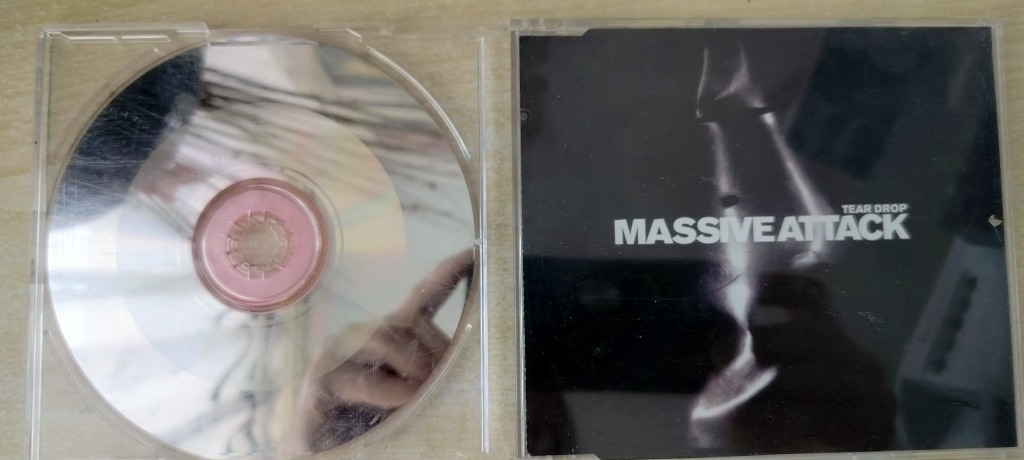 TEAR DROP
MASSIVE ATTACK